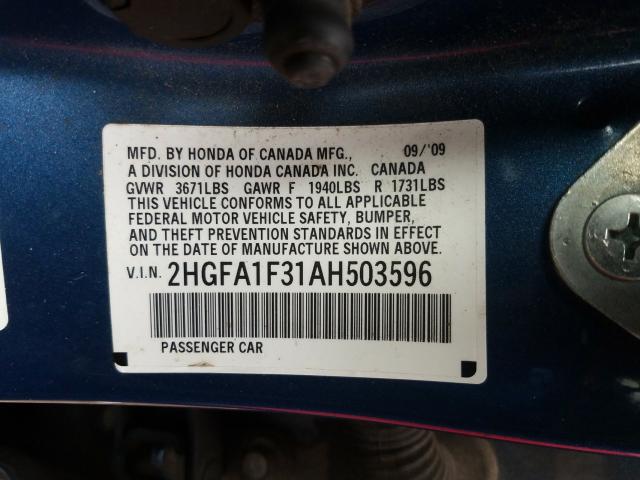 MFD. BY HONDA OF CANADA MFG., 09/'09
A DIVISION OF HONDA CANADA INC. CANADA
GVWR 3671LBS GAWR F 1940LBS R 1731LBS
THIS VEHICLE CONFORMS TO ALL APPLICABLE
FEDERAL MOTOR VEHICLE SAFETY, BUMPER,
AND THEFT PREVENTION STANDARDS IN EFFECT
ON THE DATE OF MANUFACTURE SHOWN ABOVE.
V.I.N. 2HGFA1F31AH503596
PASSENGER CAR